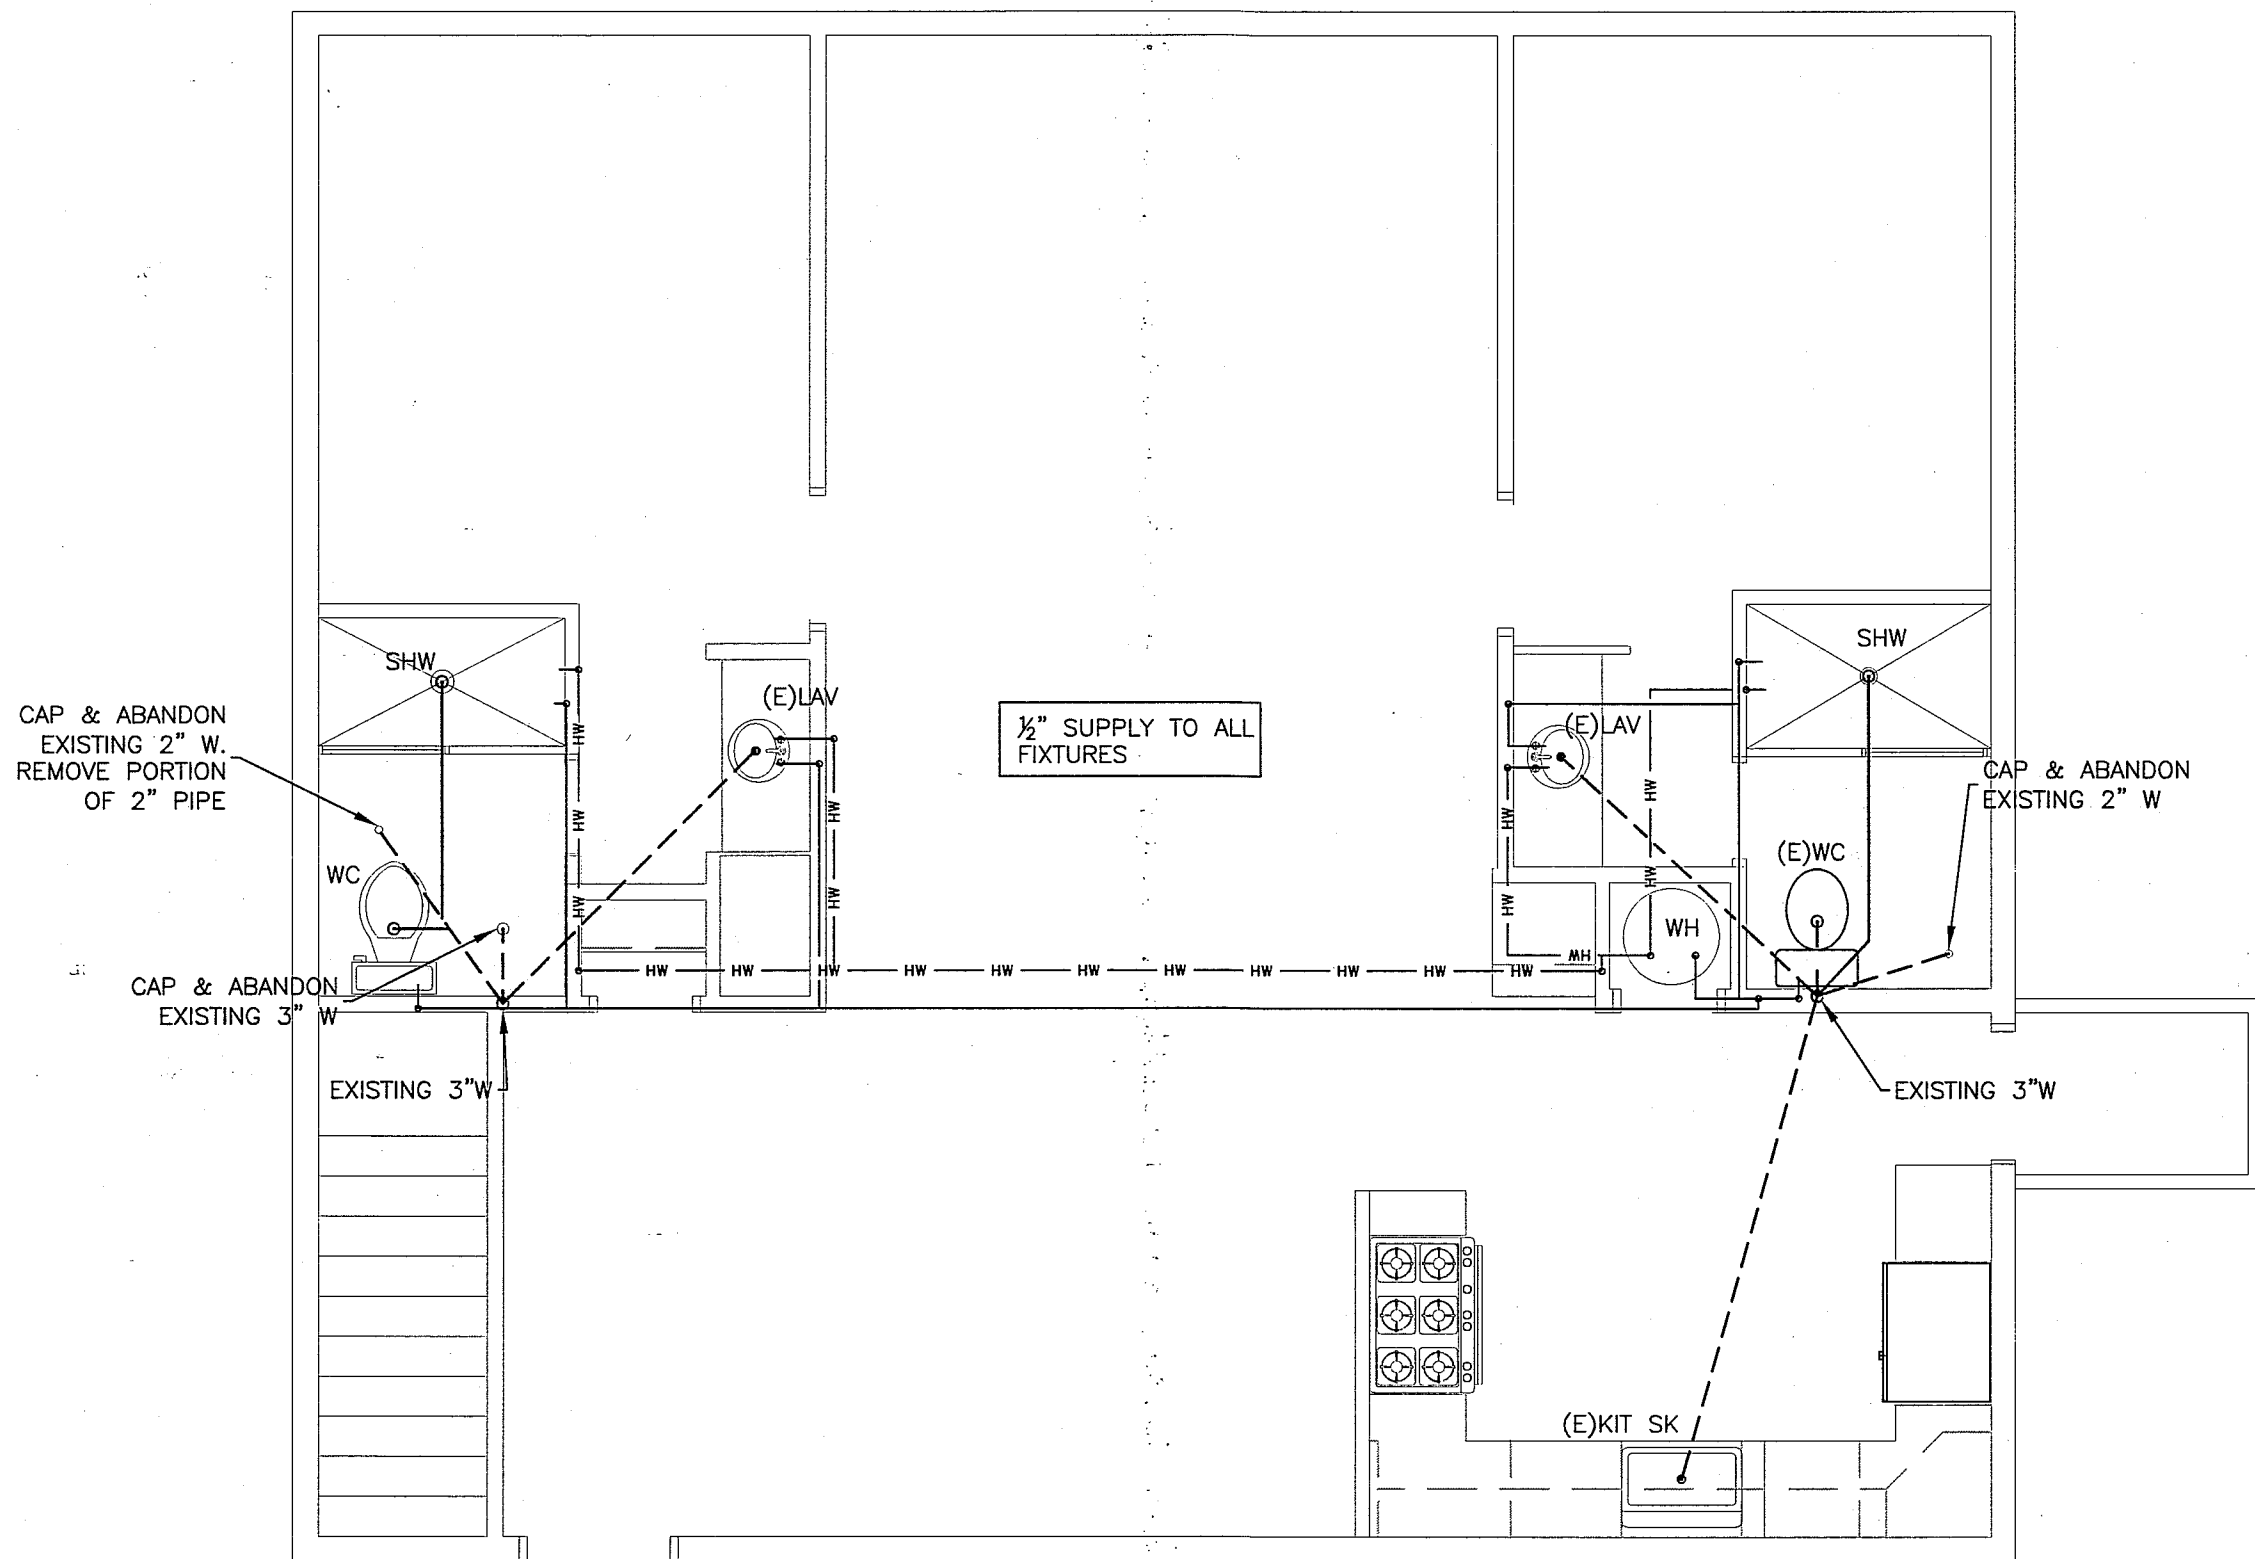 SHW
SHW
(E)LAV
CAP & ABANDON
EXISTING 2" W.
REMOVE PORTION
OF 2" PIPE
½" SUPPLY TO ALL
FIXTURES
(E)LAV
HW
HW
CAP & ABANDON
EXISTING 2" W
HW
HW
HW
(E)WC
WC
HW
HW
HW
HW
WH
HW
HW
HW
HW
HW
HW
HW
HW
HW
HW
HW
HW
CAP & ABANDON
EXISTING 3" W
EXISTING 3"W
EXISTING 3"W
(E)KIT SK